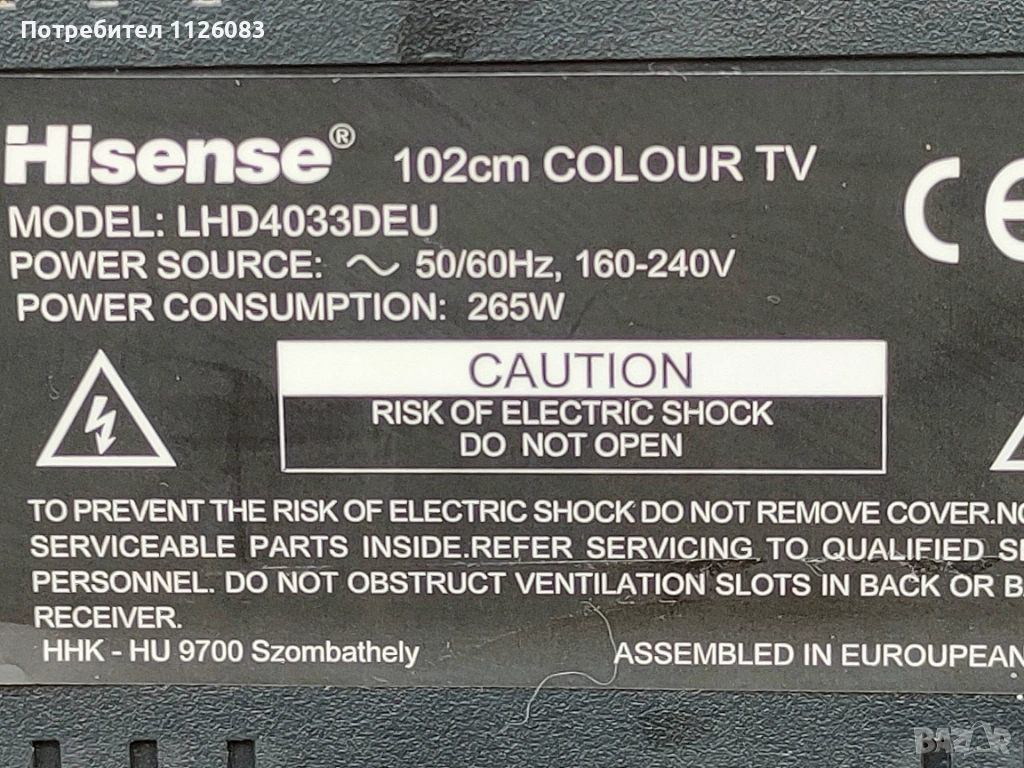 Потребител 1126083
Hisense® 102cm COLOUR TV
MODEL: LHD4033DEU
POWER SOURCE: ~ 50/60Hz, 160-240V
POWER CONSUMPTION: 265W
CE
CAUTION
RISK OF ELECTRIC SHOCK
DO NOT OPEN
TO PREVENT THE RISK OF ELECTRIC SHOCK DO NOT REMOVE COVER.
SERVICEABLE PARTS INSIDE.REFER SERVICING TO QUALIFIED
PERSONNEL. DO NOT OBSTRUCT VENTILATION SLOTS IN BACK OR
RECEIVER.
HHK - HU 9700 Szombathely ASSEMBLED IN EUROUPEAN
BAZAR